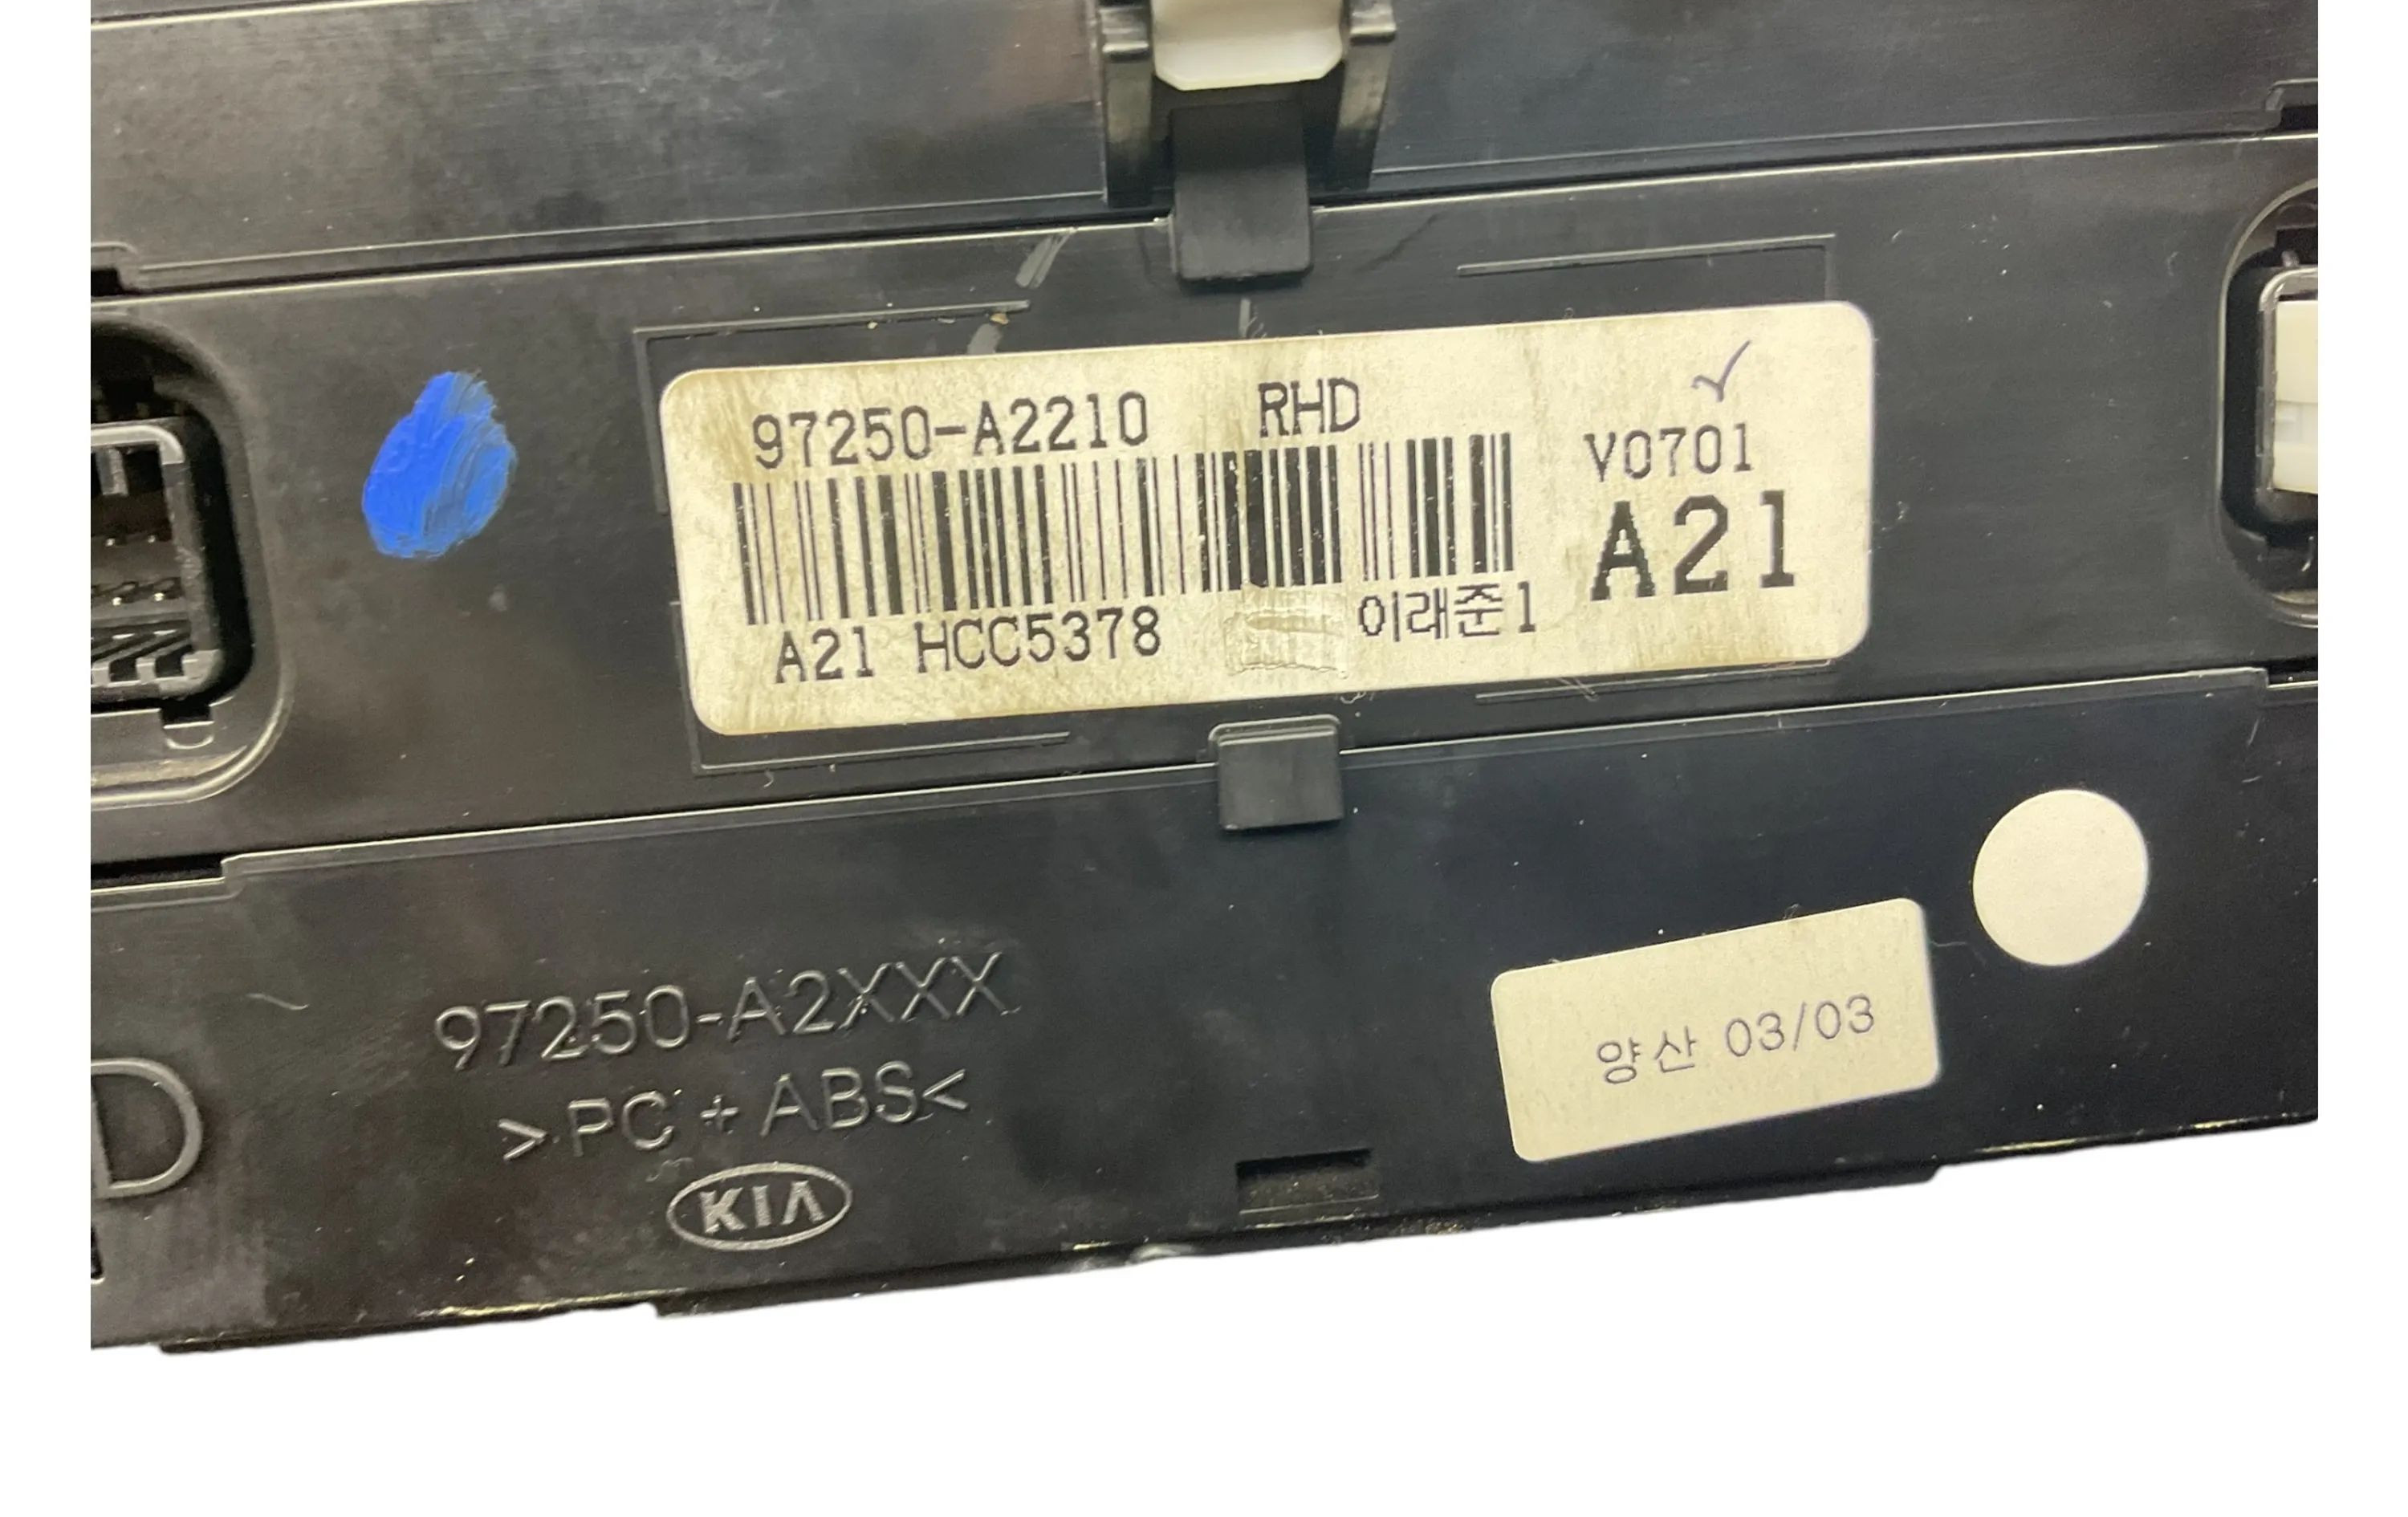 97250-A2210 RHD
V0701
A21
A21 HCC5378 이래준1
97250-A2XXX
>PC + ABS<
KIA
양산 03/03
D